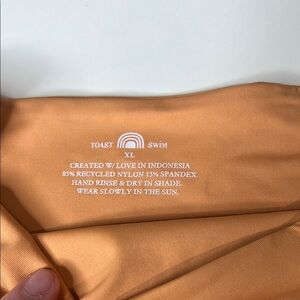 TOAST SWIM
XL
CREATED W/ LOVE IN INDONESIA
85% RECYCLED NYLON 15% SPANDEX
HAND RINSE & DRY IN SHADE.
WEAR SLOWLY IN THE SUN.